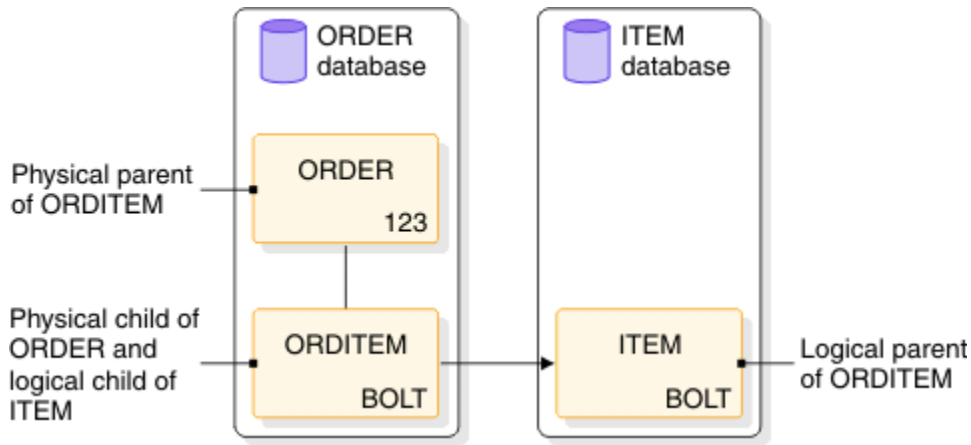 ORDER
database
ITEM
database
Physical parent
of ORDITEM
ORDER
123
Physical child of
ORDER and
logical child of
ITEM
ORDITEM
BOLT
ITEM
BOLT
Logical parent
of ORDITEM